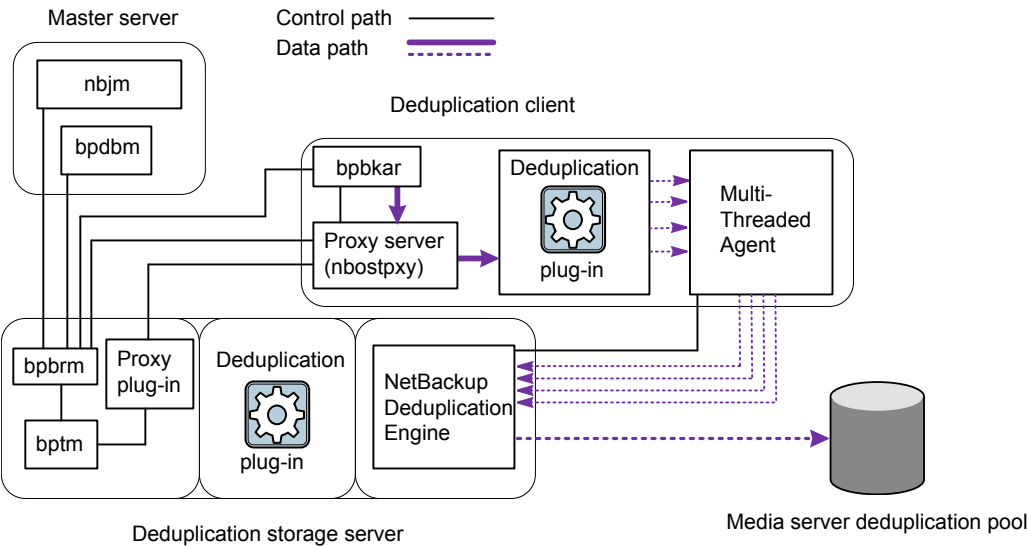 Master server
Control path
Data path
nbjm
bpdbm
Deduplication client
bpbkar
Proxy server
(nbostpxy)
Deduplication
plug-in
Multi-
Threaded
Agent
bpbrm
Proxy
plug-in
bptm
Deduplication
plug-in
NetBackup
Deduplication
Engine
Deduplication storage server
Media server deduplication pool